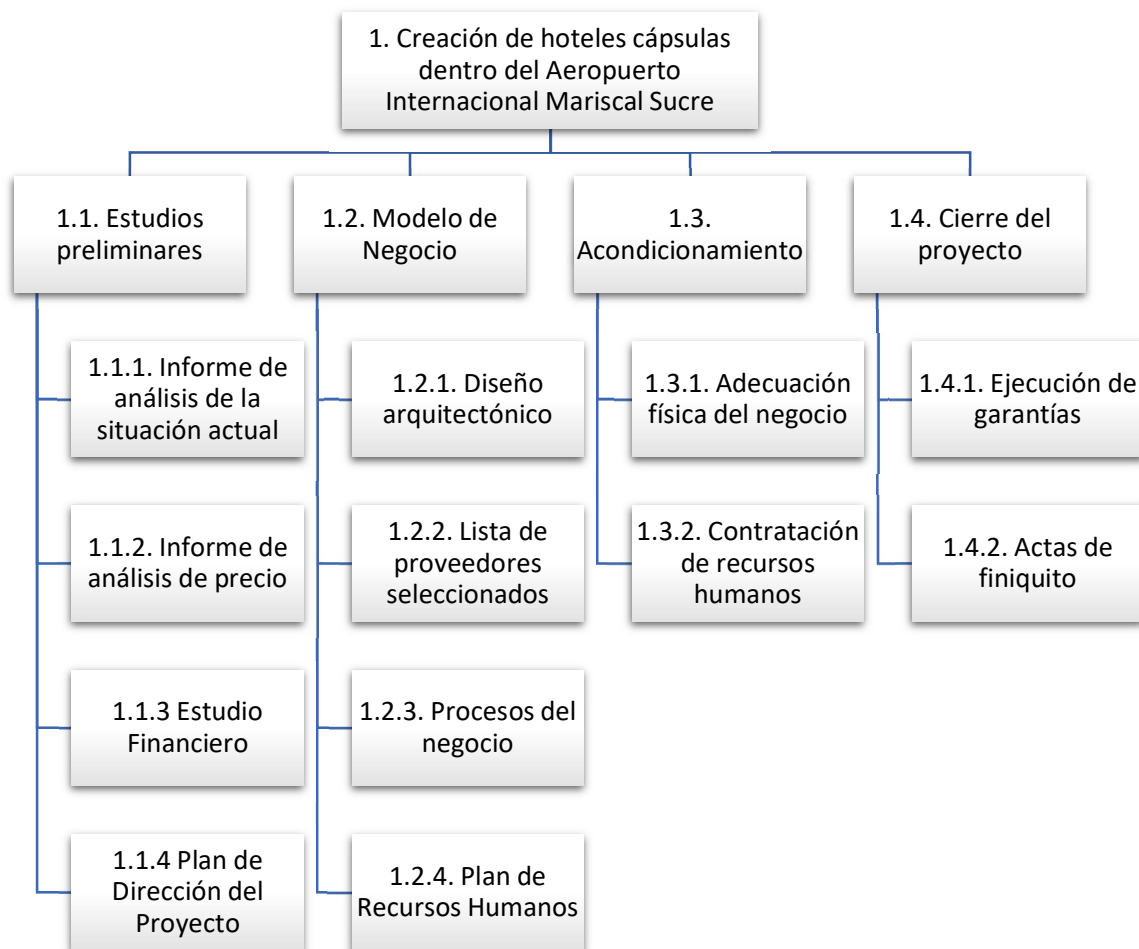 1. Creación de hoteles cápsulas
dentro del Aeropuerto
Internacional Mariscal Sucre
1.1. Estudios
preliminares
1.1.1. Informe de
análisis de la
situación actual
1.1.2. Informe de
análisis de precio
1.1.3 Estudio
Financiero
1.1.4 Plan de
Dirección del
Proyecto
1.2. Modelo de
Negocio
1.2.1. Diseño
arquitectónico
1.2.2. Lista de
proveedores
seleccionados
1.2.3. Procesos del
negocio
1.2.4. Plan de
Recursos Humanos
1.3.
Acondicionamiento
1.3.1. Adecuación
física del negocio
1.3.2. Contratación
de recursos
humanos
1.4. Cierre del
proyecto
1.4.1. Ejecución de
garantías
1.4.2. Actas de
finiquito